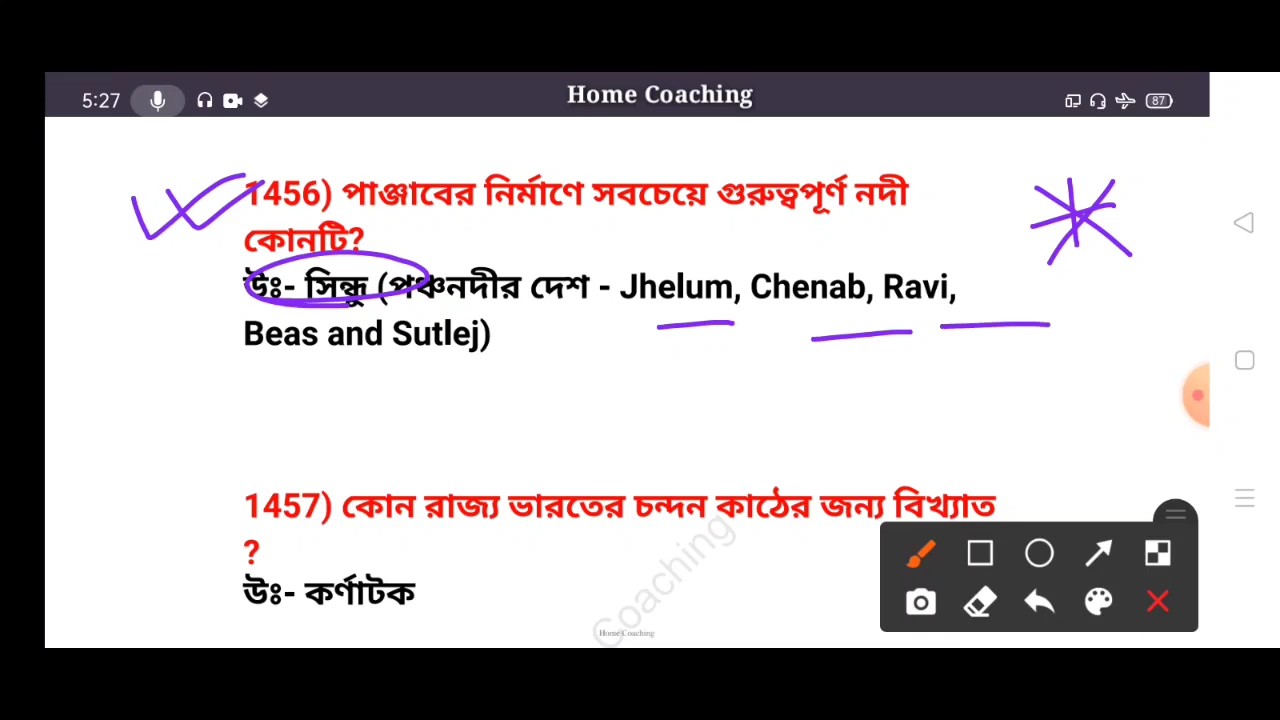 5:27
Home Coaching
87
1456) পাঞ্জাবের নির্মাণে সবচেয়ে গুরুত্বপূর্ণ নদী
কোনটি?
উঃ- সিন্ধু (পঞ্চনদীর দেশ - Jhelum, Chenab, Ravi,
Beas and Sutlej)
1457) কোন রাজ্য ভারতের চন্দন কাঠের জন্য বিখ্যাত
?
উঃ- কর্ণাটক
Coaching
Home Coaching